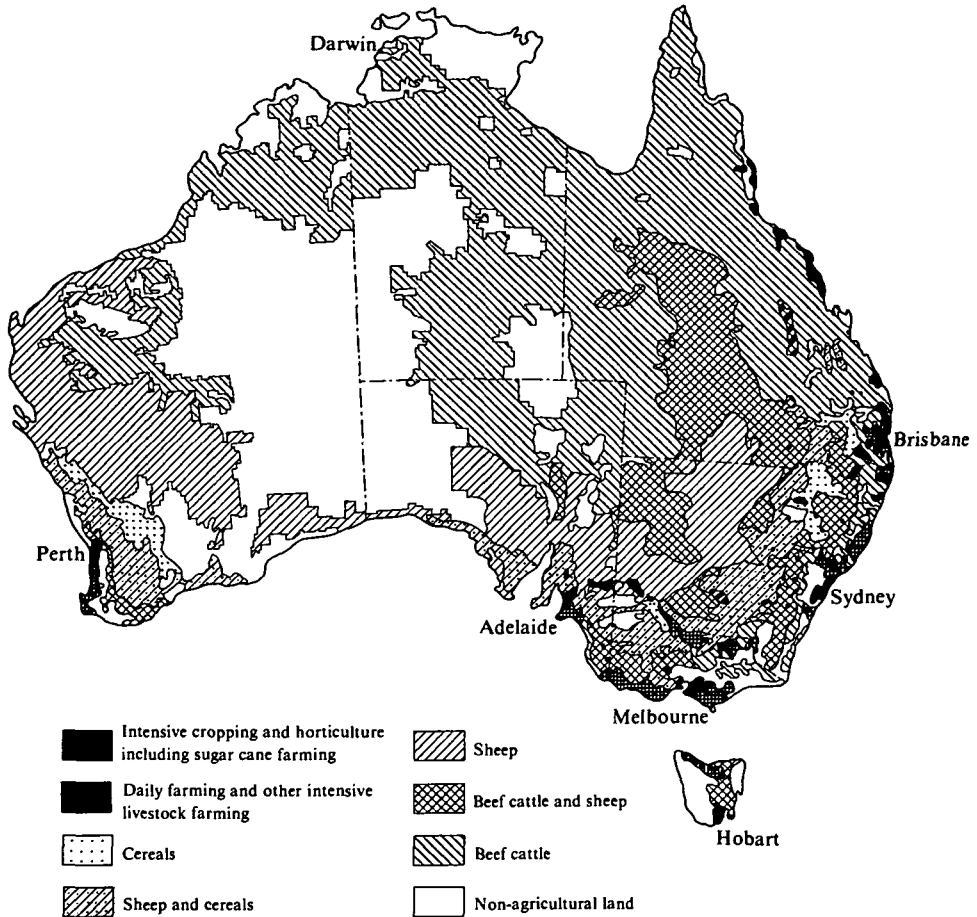 Darwin
Brisbane
Perth
Sydney
Adelaide
Melbourne
Hobart
Intensive cropping and horticulture
including sugar cane farming
Daily farming and other intensive
livestock farming
Cereals
Sheep and cereals
Sheep
Beef cattle and sheep
Beef cattle
Non-agricultural land